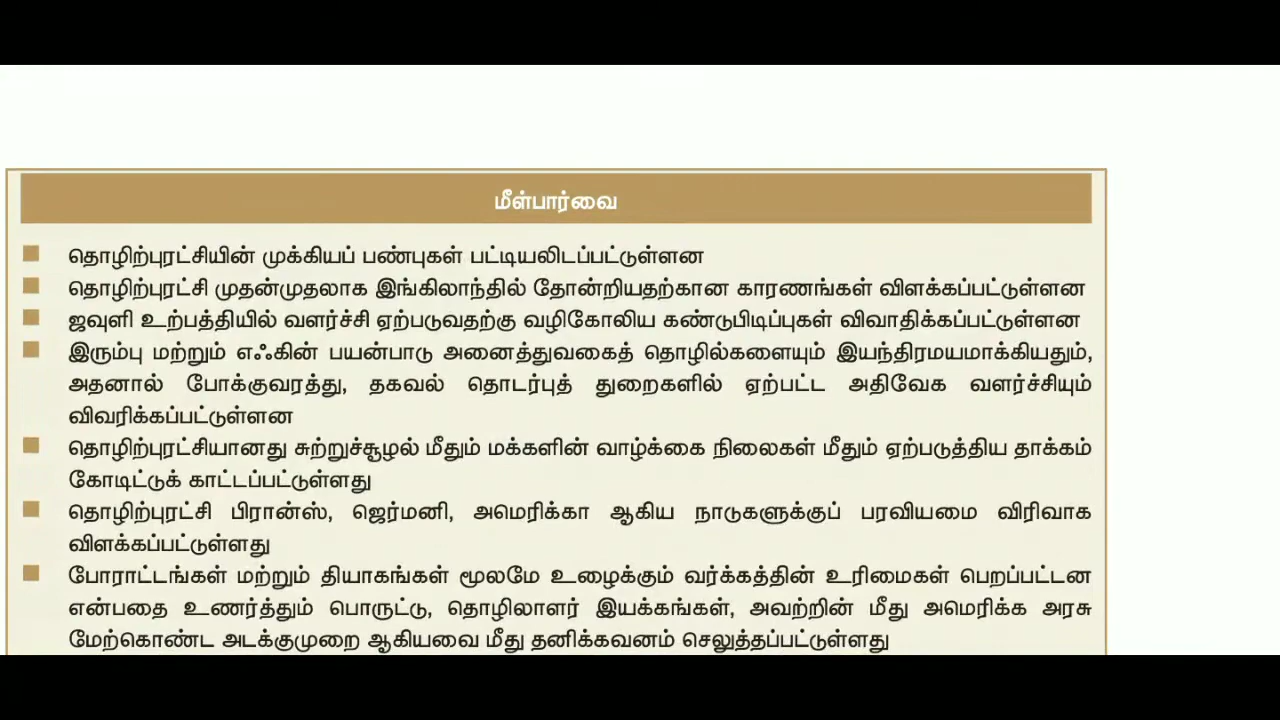 மீள்பார்வை
தொழிற்புரட்சியின் முக்கியப் பண்புகள் பட்டியலிடப்பட்டுள்ளன
தொழிற்புரட்சி முதன்முதலாக இங்கிலாந்தில் தோன்றியதற்கான காரணங்கள் விளக்கப்பட்டுள்ளன
ஜவுளி உற்பத்தியில் வளர்ச்சி ஏற்படுவதற்கு வழிகோலிய கண்டுபிடிப்புகள் விவாதிக்கப்பட்டுள்ளன
இரும்பு மற்றும் எஃகின் பயன்பாடு அனைத்துவகைத் தொழில்களையும் இயந்திரமயமாக்கியதும்,
அதனால் போக்குவரத்து, தகவல் தொடர்புத் துறைகளில் ஏற்பட்ட அதிவேக வளர்ச்சியும்
விவரிக்கப்பட்டுள்ளன
தொழிற்புரட்சியானது சுற்றுச்சூழல் மீதும் மக்களின் வாழ்க்கை நிலைகள் மீதும் ஏற்படுத்திய தாக்கம்
கோடிட்டுக் காட்டப்பட்டுள்ளது
தொழிற்புரட்சி பிரான்ஸ், ஜெர்மனி, அமெரிக்கா ஆகிய நாடுகளுக்குப் பரவியமை விரிவாக
விளக்கப்பட்டுள்ளது
போராட்டங்கள் மற்றும் தியாகங்கள் மூலமே உழைக்கும் வர்க்கத்தின் உரிமைகள் பெறப்பட்டன
என்பதை உணர்த்தும் பொருட்டு, தொழிலாளர் இயக்கங்கள், அவற்றின் மீது அமெரிக்க அரசு
மேற்கொண்ட அடக்குமுறை ஆகியவை மீது தனிக்கவனம் செலுத்தப்பட்டுள்ளது